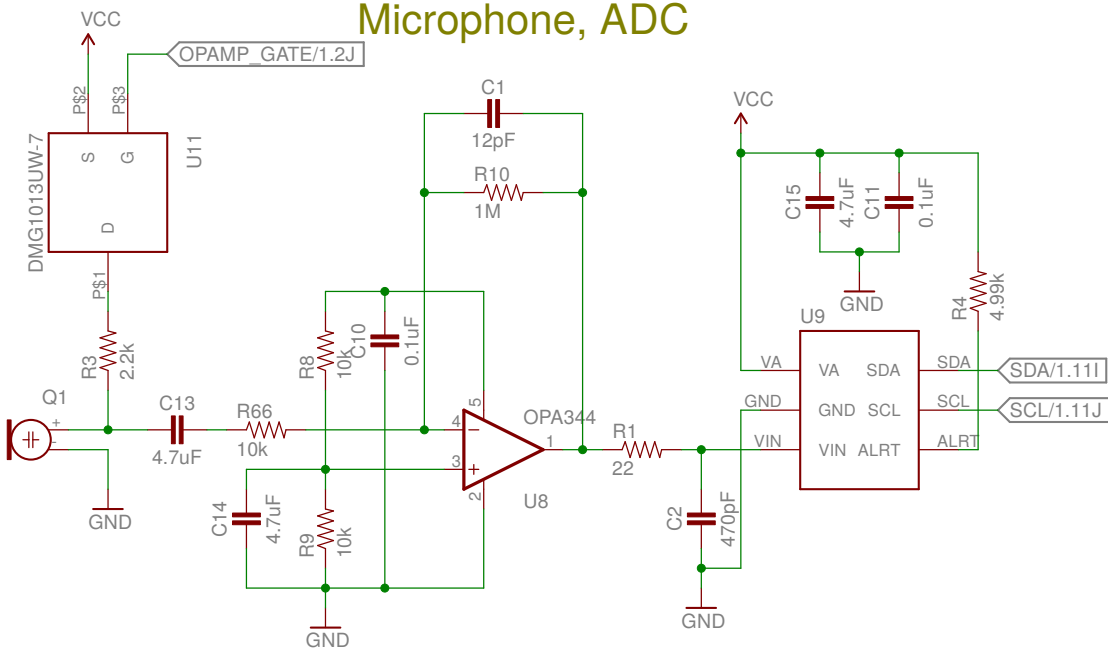 Microphone, ADC
VCC
OPAMP_GATE/1.2J
P$2
P$3
S
G
D
U11
DMG1013UW-7
P$1
R3
2.2k
Q1
+
-
GND
C13
4.7uF
R66
10k
C14
4.7uF
R8
10k
C10
0.1uF
R9
10k
GND
C1
12pF
R10
1M
4
3
5
2
1
-
+
OPA344
U8
R1
22
C2
470pF
GND
VCC
C15
4.7uF
C11
0.1uF
GND
R4
4.99k
U9
VA
GND
VIN
VA SDA
GND SCL
VIN ALRT
SDA
SCL
ALRT
SDA/1.11I
SCL/1.11J